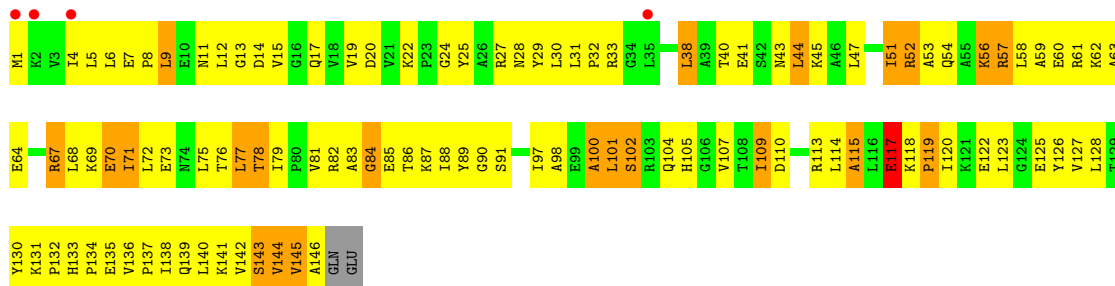 M1 K2 V3 I4 L5 L6 E7 P8 L9 E10 N11 L12 G13 D14 V15 G16 Q17 V18 V19 D20 V21 K22 P23 G24 Y25 A26 R27 N28 Y29 L30 L31 P32 R33 G34 L35 L38 A39 T40 E41 S42 N43 L44 K45 A46 L47 I51 R52 A53 Q54 A55 K56 R57 L58 A59 E60 R61 K62 A63
E64 R67 L68 K69 E70 I71 L72 E73 N74 L75 T76 L77 T78 I79 P80 V81 R82 A83 G84 E85 T86 K87 I88 Y89 G90 S91 I97 A98 E99 A100 L101 S102 R103 Q104 H105 G106 V107 T108 I109 D110 R113 L114 A115 L116 E117 K118 P119 I120 K121 E122 L123 G124 E125 Y126 V127 L128 T129
Y130 K131 P132 H133 P134 E135 V136 P137 I138 Q139 L140 K141 V142 S143 V144 V145 A146 GLN GLU